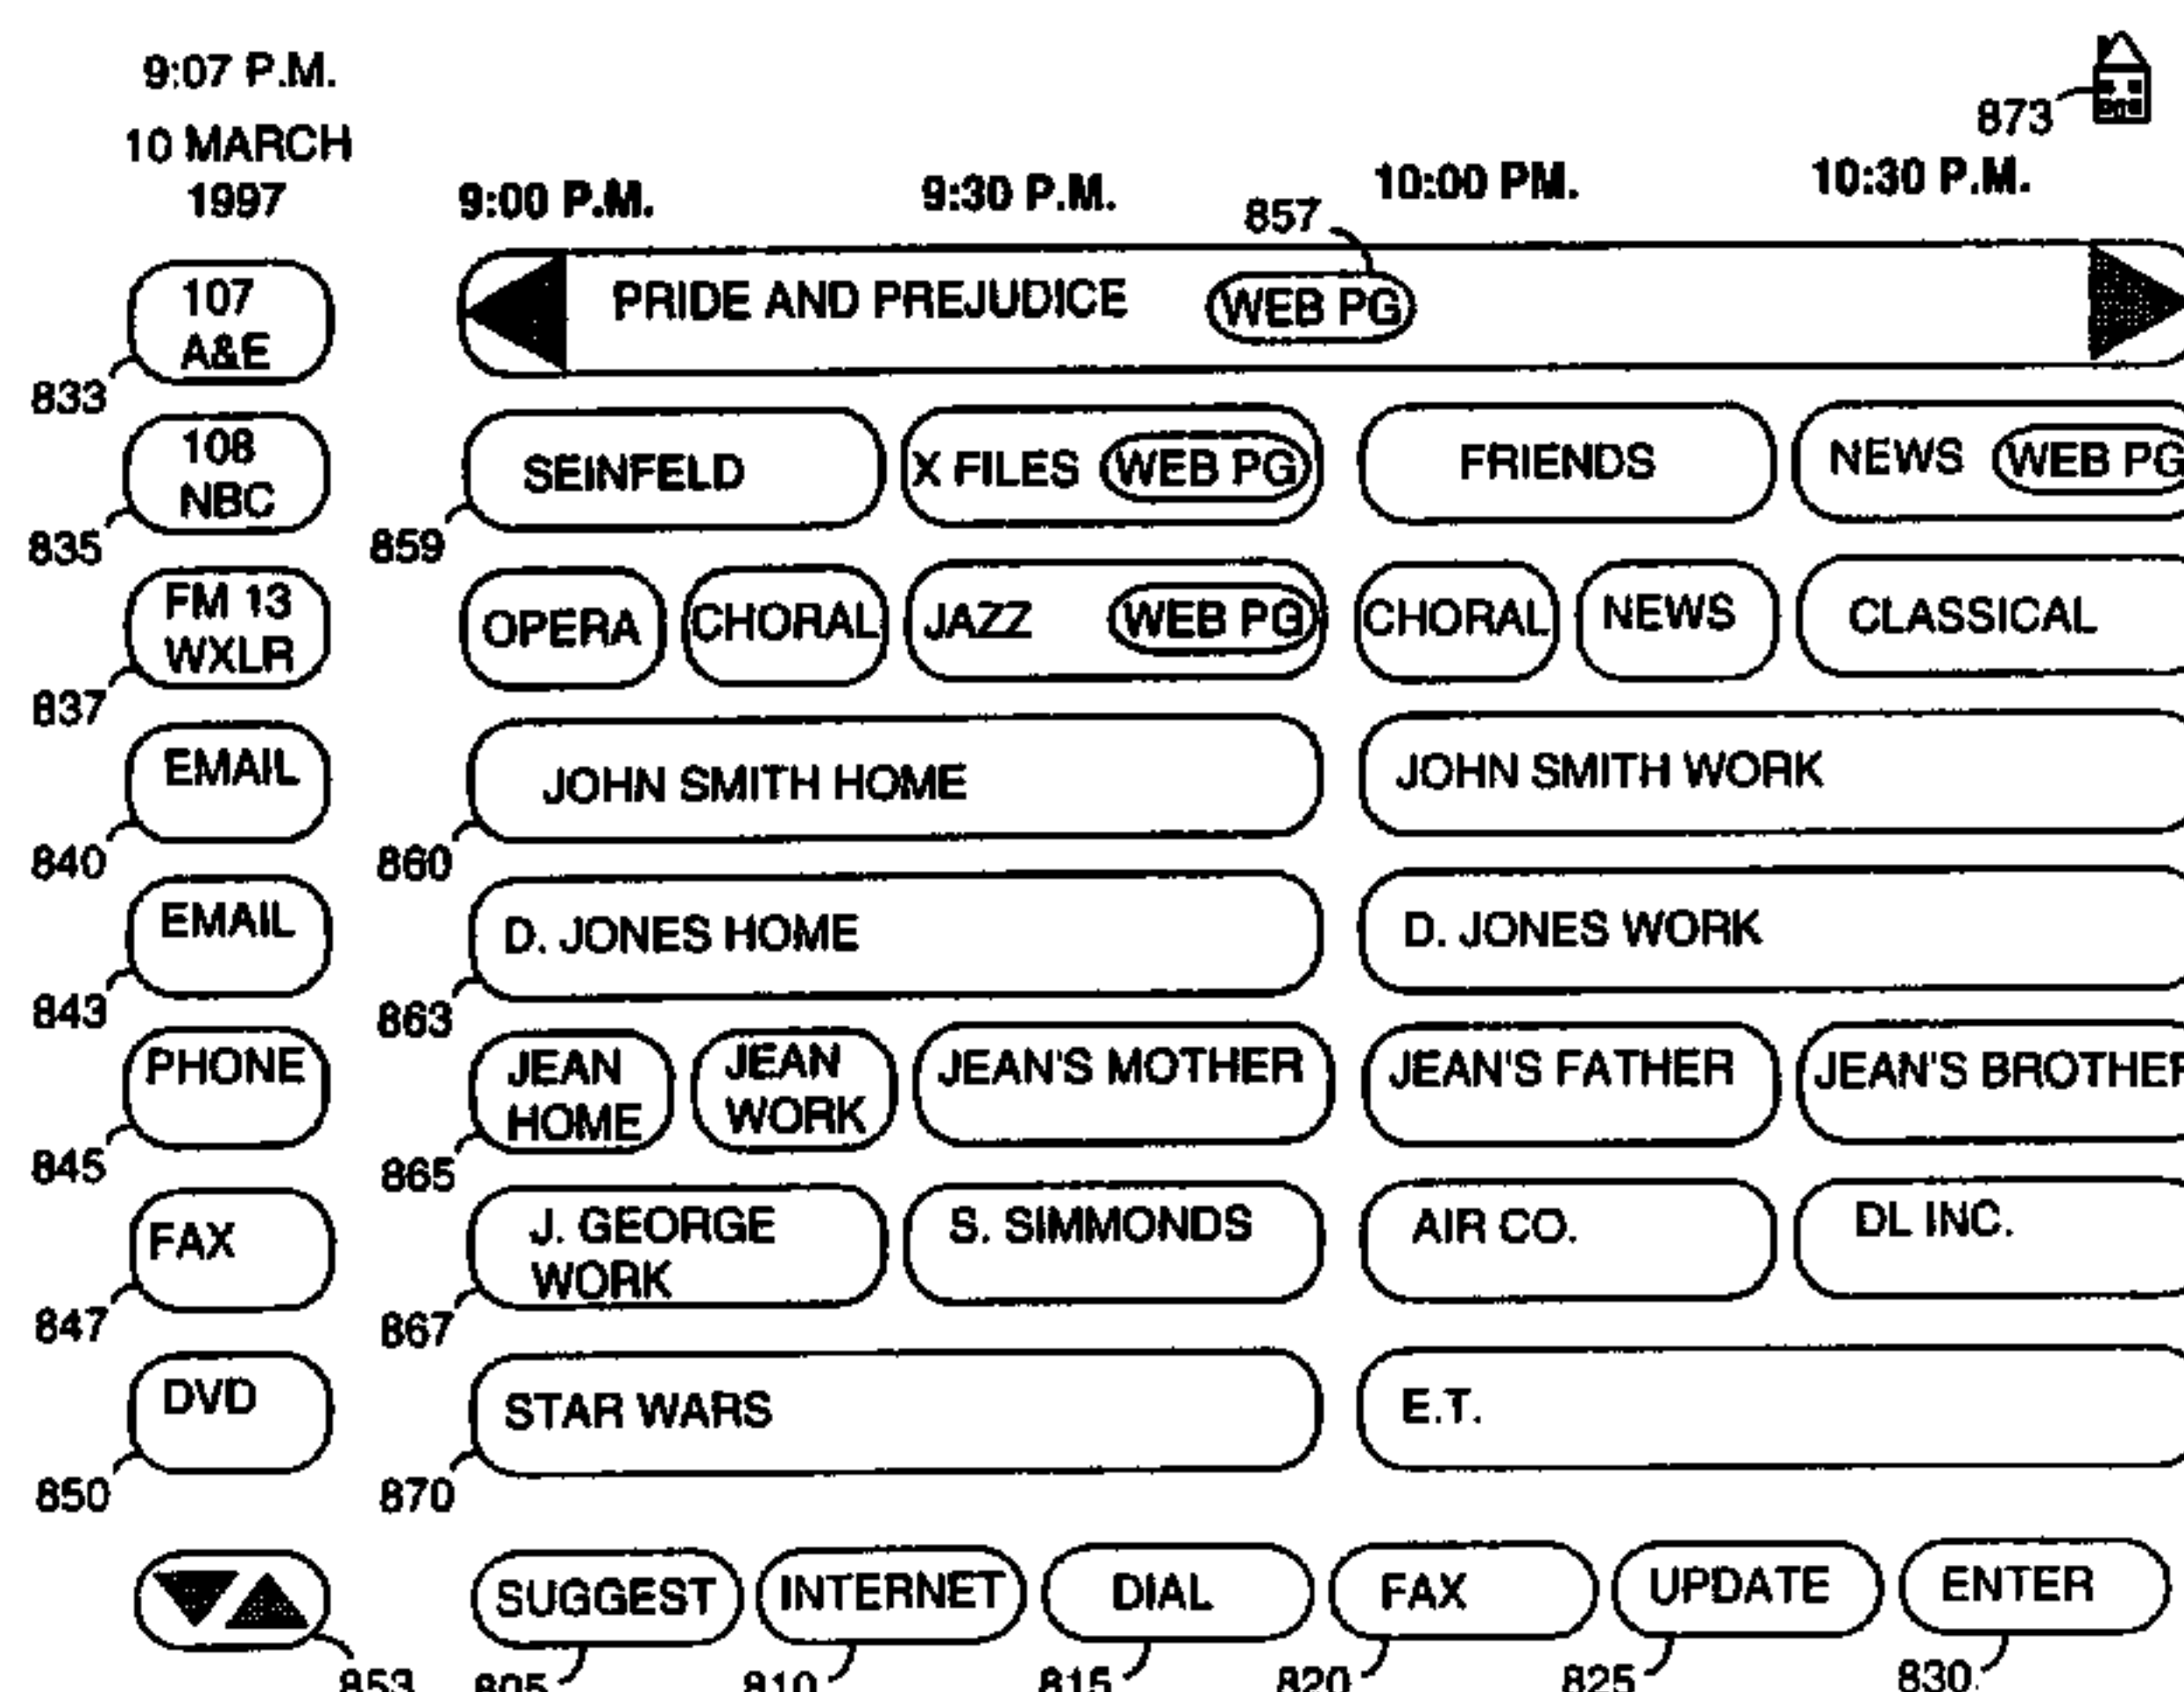 9:07 P.M.
10 MARCH
1997
873
9:00 P.M.
9:30 P.M.
10:00 PM.
10:30 P.M.
857
107
A&E
833
PRIDE AND PREJUDICE
WEB PG
108
NBC
835
859
SEINFELD
X FILES
WEB PG
FRIENDS
NEWS
WEB PG
FM 13
WXLR
837
OPERA
CHORAL
JAZZ
WEB PG
CHORAL
NEWS
CLASSICAL
EMAIL
840
860
JOHN SMITH HOME
JOHN SMITH WORK
EMAIL
843
863
D. JONES HOME
D. JONES WORK
PHONE
845
865
JEAN
HOME
JEAN
WORK
JEAN'S MOTHER
JEAN'S FATHER
JEAN'S BROTHER
FAX
847
867
J. GEORGE
WORK
S. SIMMONDS
AIR CO.
DL INC.
DVD
850
870
STAR WARS
E.T.
853
SUGGEST
805
INTERNET
810
DIAL
815
FAX
820
UPDATE
825
ENTER
830